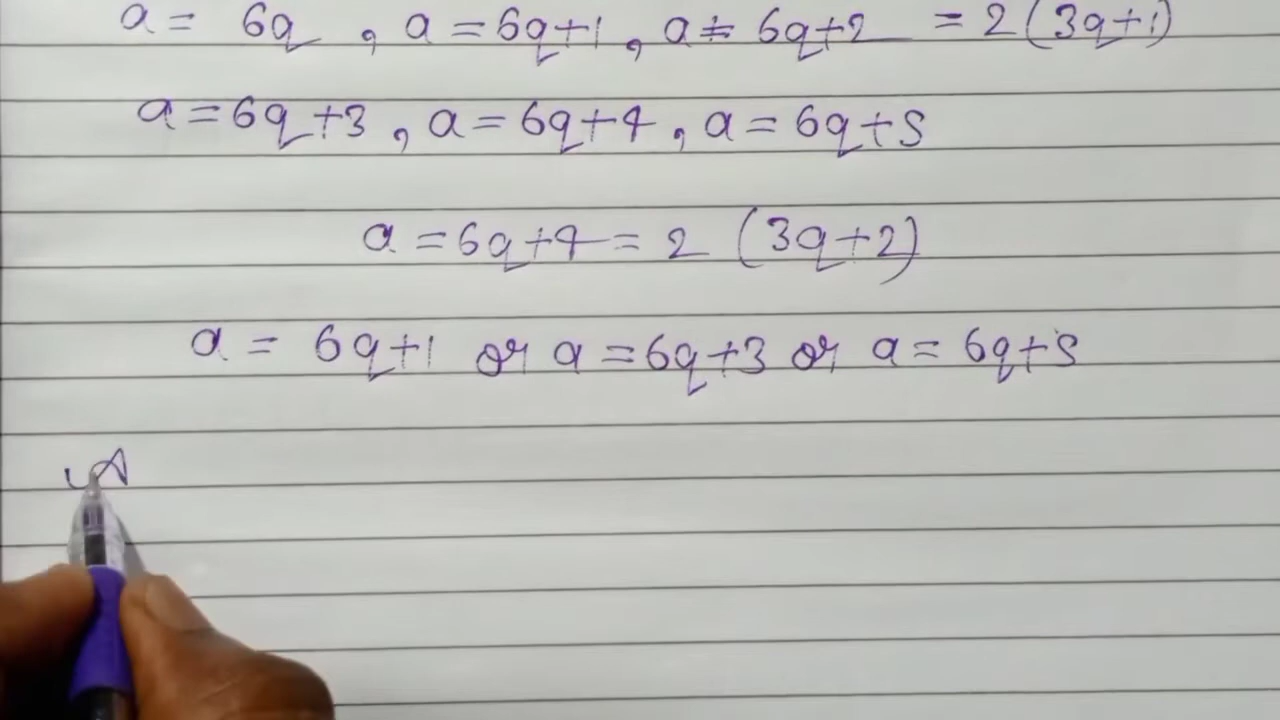 a = 6q , a = 6q+1 , a = 6q+2 = 2 (3q+1)
a = 6q+3 , a = 6q+4 , a = 6q+5
a = 6q+4 = 2 (3q+2)
a = 6q+1 or a = 6q+3 or a = 6q+5